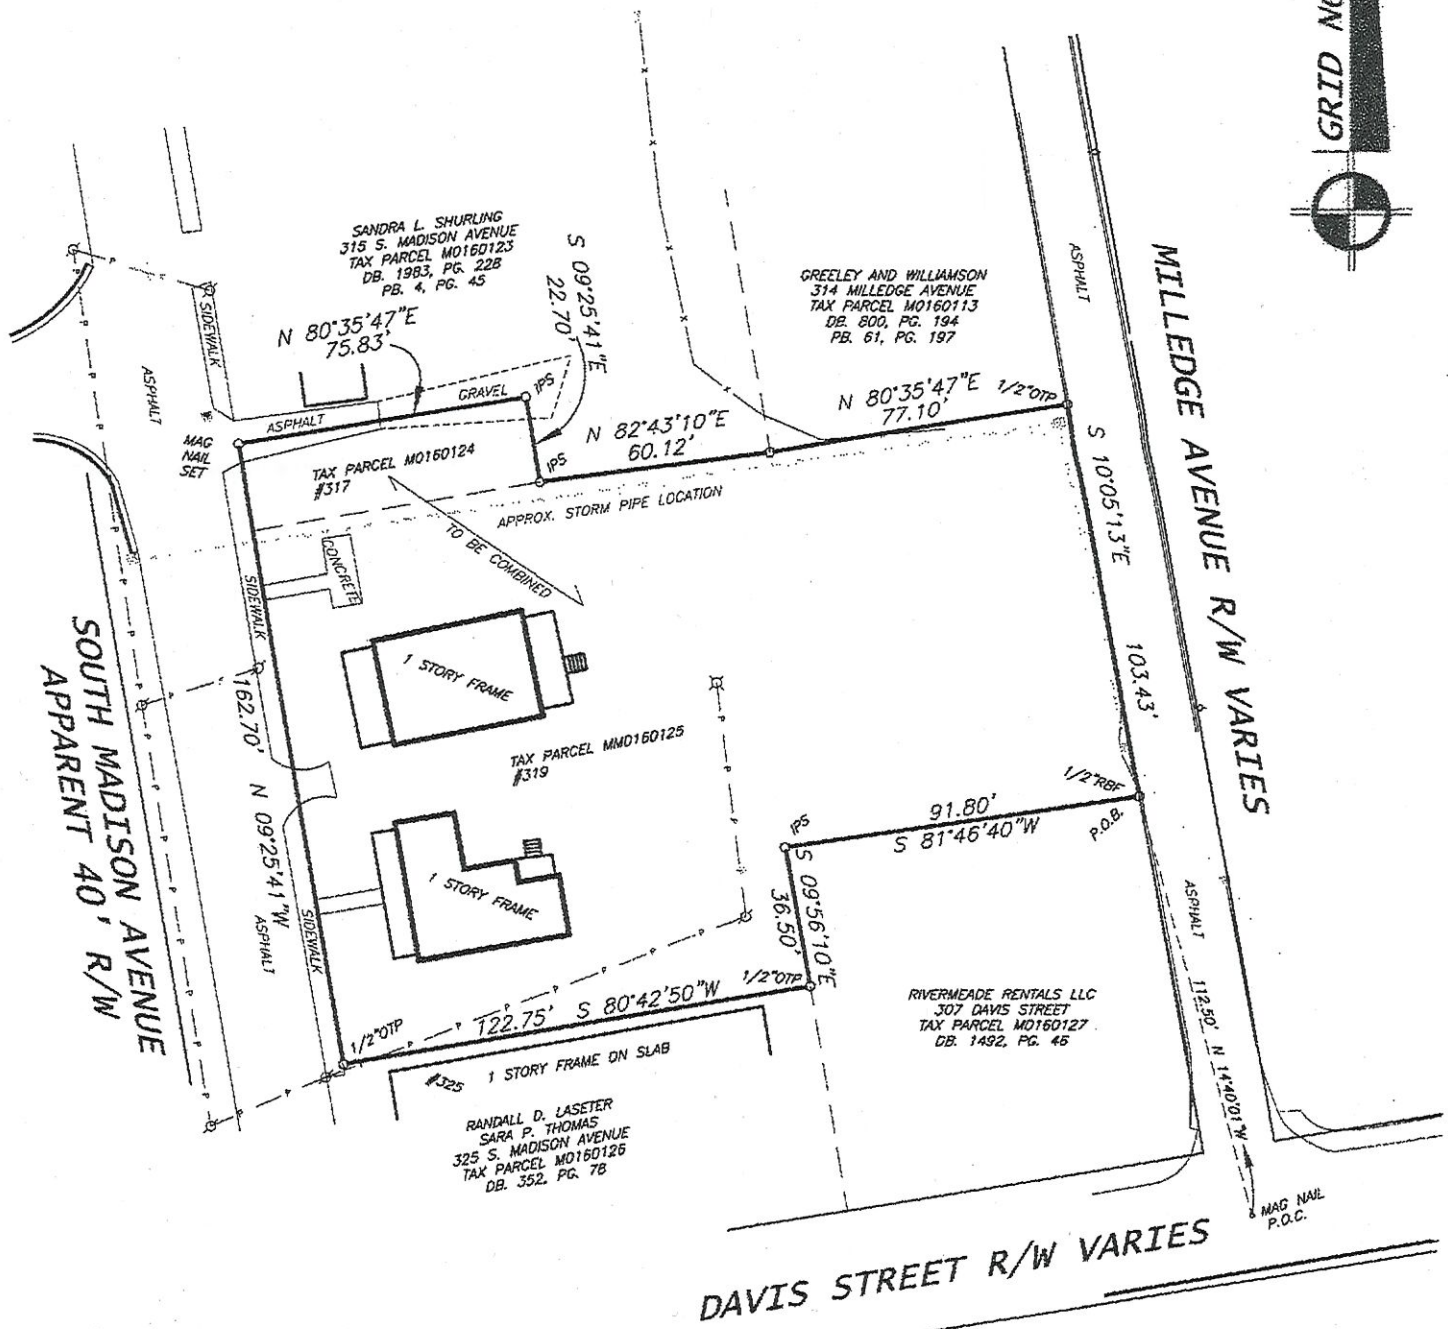 GRID NO
SANDRA L. SHURLING
315 S. MADISON AVENUE
TAX PARCEL M0160123
DB. 1983, PG. 228
PB. 4, PG. 45
S 09°25'41"E
22.70'
GREELEY AND WILLIAMSON
314 MILLEDGE AVENUE
TAX PARCEL M0160113
DB. 800, PG. 194
PB. 61, PG. 197
ASPHALT
MILLEDGE AVENUE R/W VARIES
SIDEWALK
N 80°35'47"E
75.83'
ASPHALT
GRAVEL
IPS
ASPHALT
MAG
NAIL
SET
N 80°35'47"E
77.10'
1/2"OTP
N 82°43'10"E
60.12'
IPS
TAX PARCEL M0160124
#317
APPROX. STORM PIPE LOCATION
TO BE COMBINED
S 10°05'13"E
103.43'
CONCRETE
SIDEWALK
1 STORY FRAME
162.70' N 09°25'41"W
TAX PARCEL MM0160125
#319
SOUTH MADISON AVENUE
APPARENT 40' R/W
1/2"RBF
P.O.B.
91.80'
S 81°46'40"W
IPS
S 09°56'10"E
36.50'
1 STORY FRAME
SIDEWALK
ASPHALT
ASPHALT
1/2"OTP
1/2"OTP
122.75' S 80°42'50"W
RIVERMEADE RENTALS LLC
307 DAVIS STREET
TAX PARCEL M0160127
DB. 1492, PG. 46
112.50' N 14°40'01"W
#325
1 STORY FRAME ON SLAB
RANDALL D. LASETER
SARA P. THOMAS
325 S. MADISON AVENUE
TAX PARCEL M0160126
DB. 352, PG. 78
MAG NAIL
P.O.C.
DAVIS STREET R/W VARIES